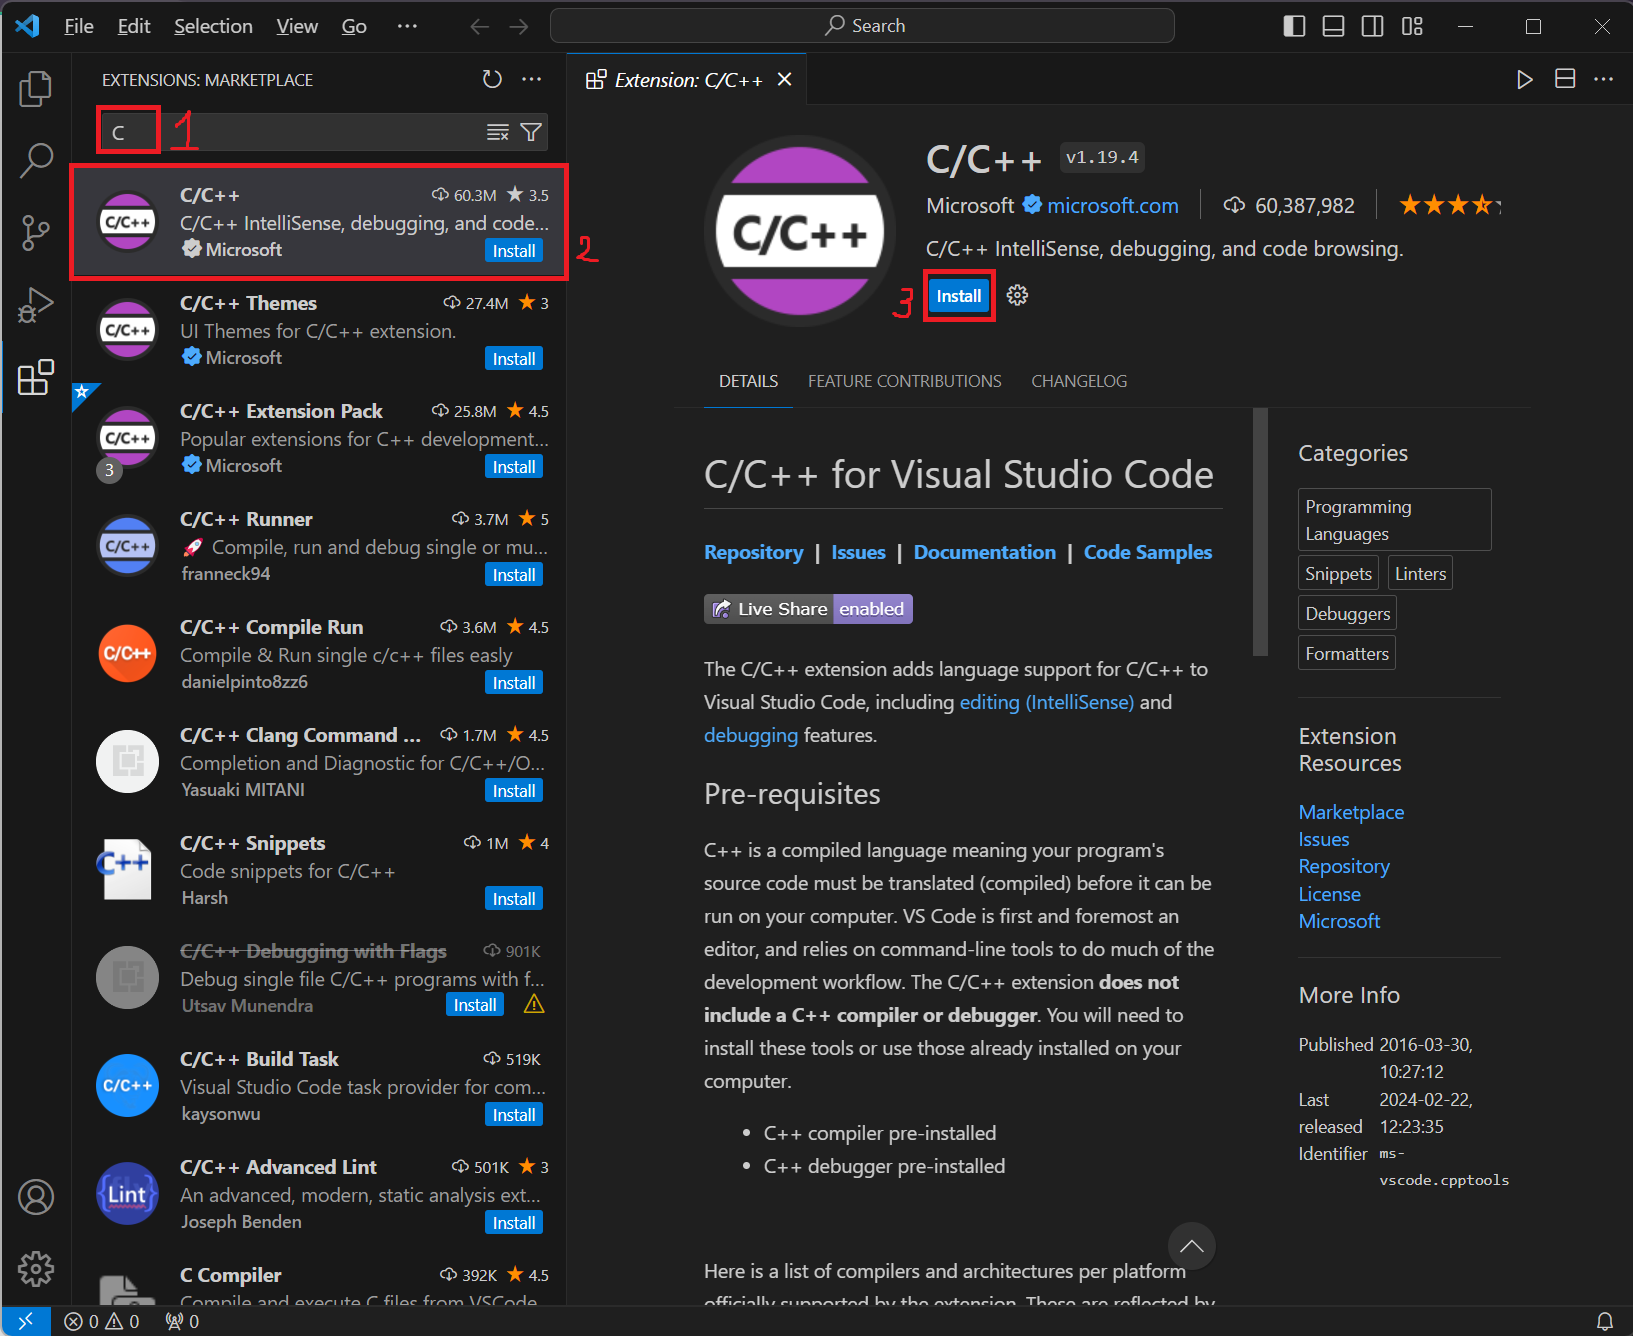 File Edit Selection View Go ··· Search
EXTENSIONS: MARKETPLACE
C
1
C/C++ 60.3M 3.5
C/C++ IntelliSense, debugging, and code...
Microsoft Install
2
C/C++ Themes 27.4M 3
UI Themes for C/C++ extension.
Microsoft Install
C/C++ Extension Pack 25.8M 4.5
Popular extensions for C++ development...
3 Microsoft Install
C/C++ Runner 3.7M 5
🚀 Compile, run and debug single or mu...
franneck94 Install
C/C++ Compile Run 3.6M 4.5
Compile & Run single c/c++ files easly
danielpinto8zz6 Install
C/C++ Clang Command ... 1.7M 4.5
Completion and Diagnostic for C/C++/O...
Yasuaki MITANI Install
C/C++ Snippets 1M 4
Code snippets for C/C++
Harsh Install
C/C++ Debugging with Flags 901K
Debug single file C/C++ programs with f...
Utsav Munendra Install
C/C++ Build Task 519K
Visual Studio Code task provider for com...
kaysonwu Install
C/C++ Advanced Lint 501K 3
An advanced, modern, static analysis ext...
Joseph Benden Install
C Compiler 392K 4.5
Compile and execute C files from VSCode
C/C++
C/C++
C/C++
C/C++
C/C++
C++
C/C++
Lint
Extension: C/C++
C/C++
C/C++ v1.19.4
Microsoft microsoft.com 60,387,982
C/C++ IntelliSense, debugging, and code browsing.
3 Install
DETAILS FEATURE CONTRIBUTIONS CHANGELOG
C/C++ for Visual Studio Code
Repository | Issues | Documentation | Code Samples
Live Share enabled
The C/C++ extension adds language support for C/C++ to
Visual Studio Code, including editing (IntelliSense) and
debugging features.
Pre-requisites
C++ is a compiled language meaning your program's
source code must be translated (compiled) before it can be
run on your computer. VS Code is first and foremost an
editor, and relies on command-line tools to do much of the
development workflow. The C/C++ extension does not
include a C++ compiler or debugger. You will need to
install these tools or use those already installed on your
computer.
• C++ compiler pre-installed
• C++ debugger pre-installed
Here is a list of compilers and architectures per platform
officially supported by the extension. These are reflected by
Categories
Programming
Languages
Snippets Linters
Debuggers
Formatters
Extension
Resources
Marketplace
Issues
Repository
License
Microsoft
More Info
Published 2016-03-30,
10:27:12
Last 2024-02-22,
released 12:23:35
Identifier ms-
vscode.cpptools
0 0 0